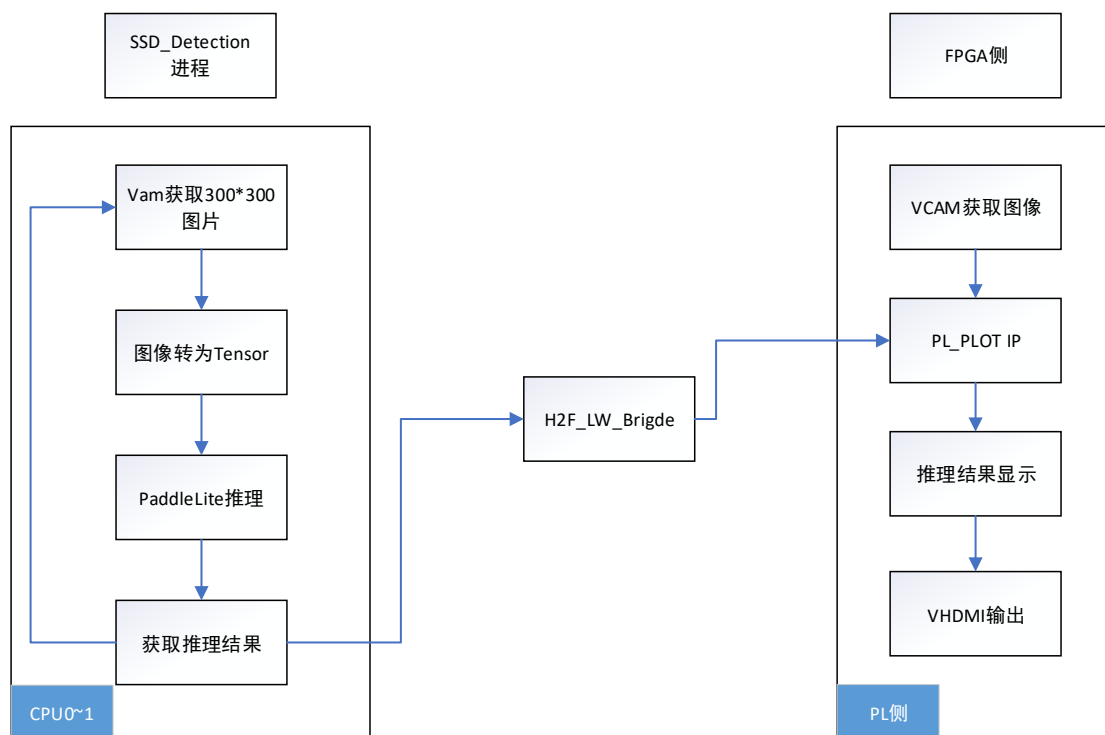 SSD_Detection
进程
FPGA侧
Vam获取300*300
图片
图像转为Tensor
PaddleLite推理
获取推理结果
CPU0~1
H2F_LW_Brigde
VCAM获取图像
PL_PLOT IP
推理结果显示
VHDMI输出
PL侧